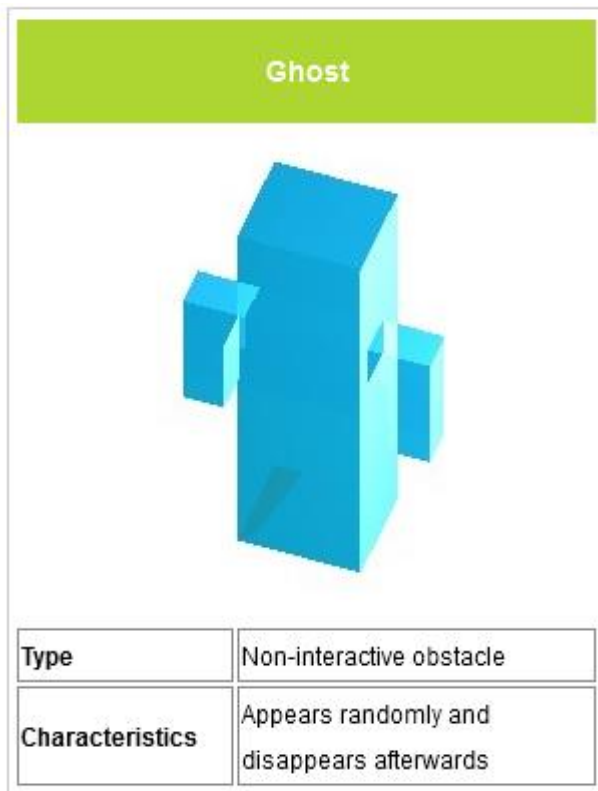 Ghost
Type
Non-interactive obstacle
Characteristics
Appears randomly and
disappears afterwards